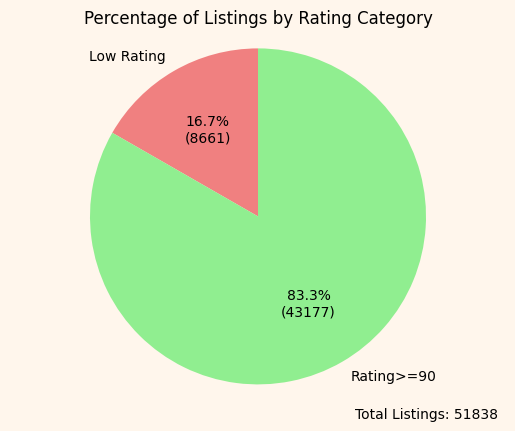 Percentage of Listings by Rating Category
Low Rating
16.7%
(8661)
83.3%
(43177)
Rating>=90
Total Listings: 51838